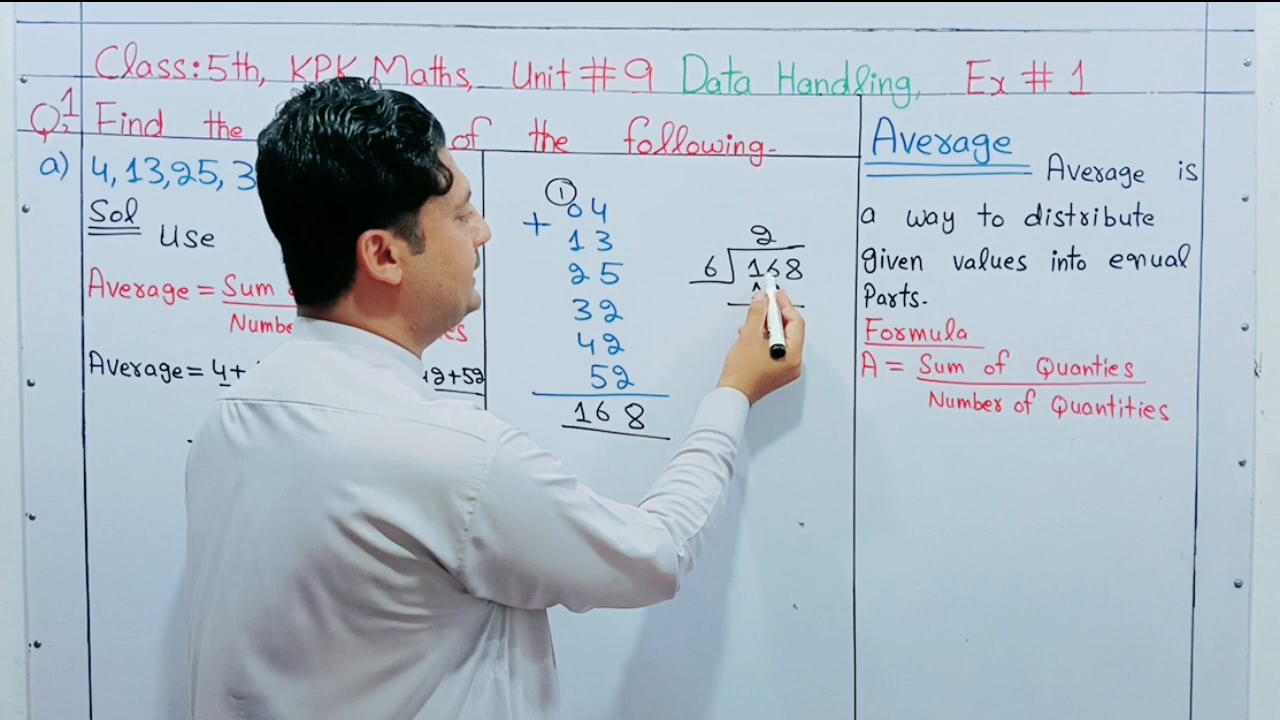 Class:5th, KPK Maths, Unit #9 Data Handling, Ex # 1
Q1, Find the of the following-
a) 4, 13, 25, 3
Sol
Use
Average = Sum
Numbe es
Average = 4+ 42+52
1
04
+ 13
25
32
42
52
168
2
6 168
Average
Average is
a way to distribute
given values into equal
Parts.
Formula
A = Sum of Quanties
Number of Quantities